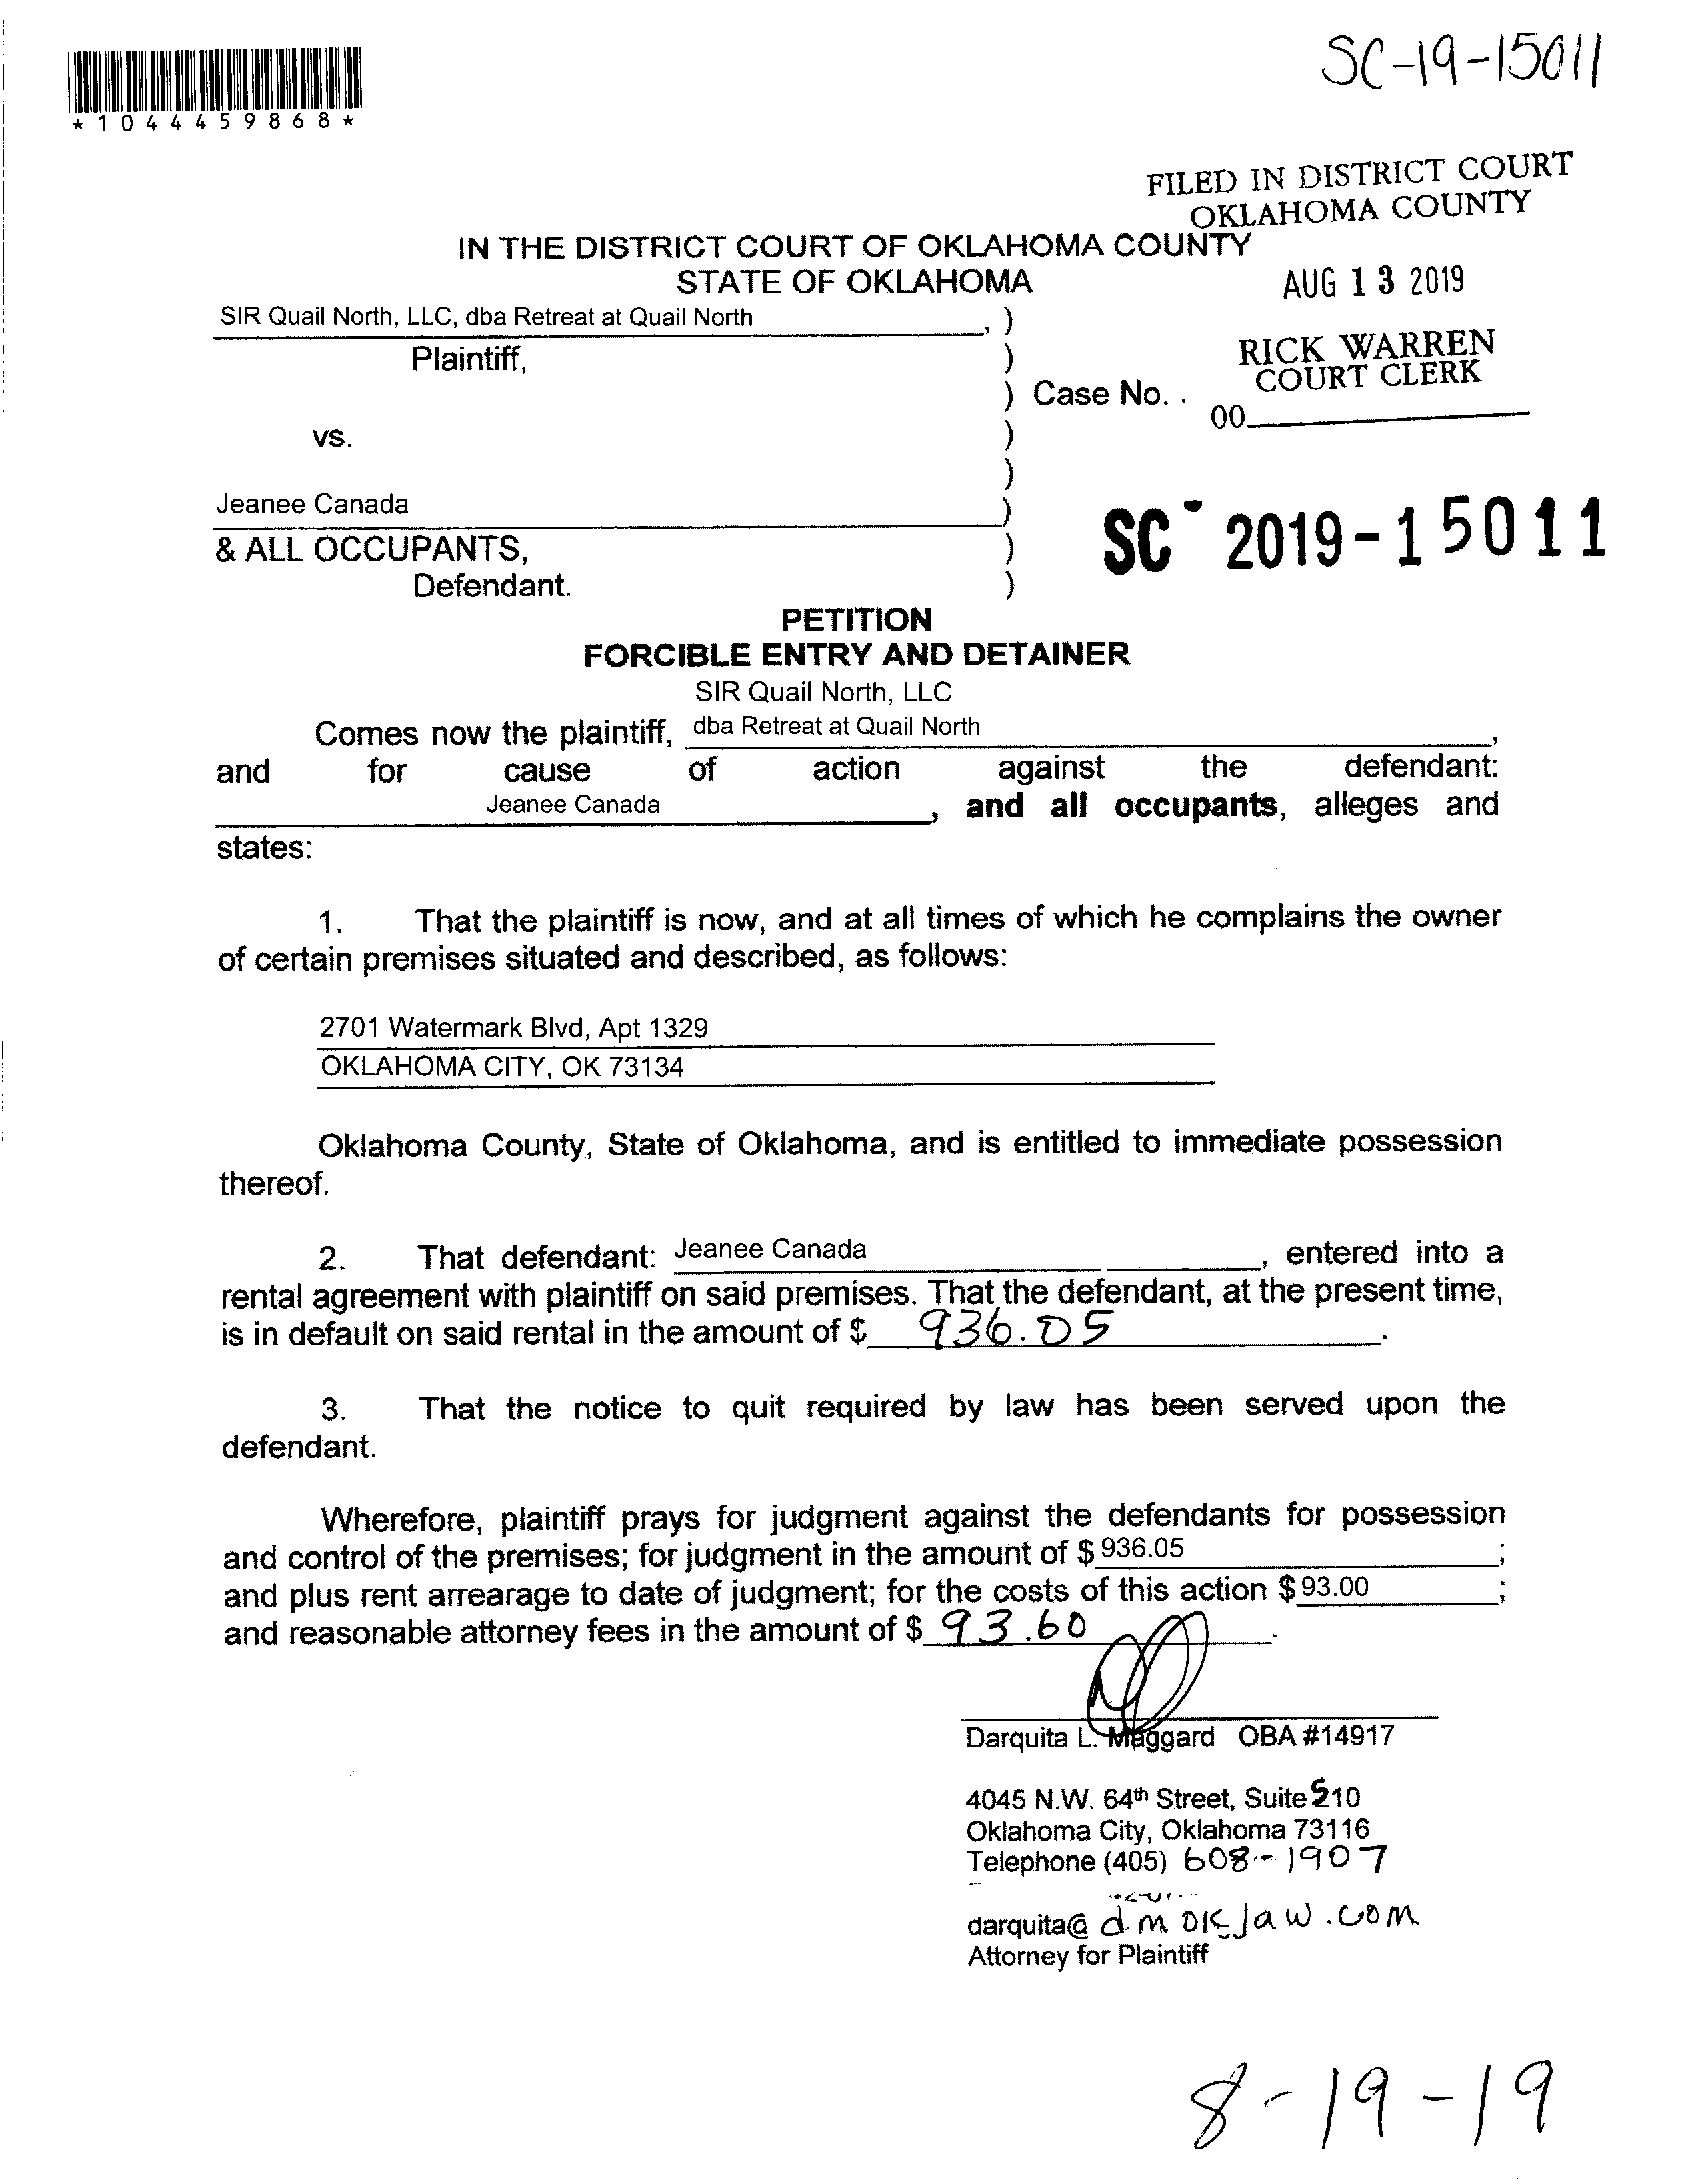 SC-19-15011
*1044459868*
FILED IN DISTRICT COURT
OKLAHOMA COUNTY
IN THE DISTRICT COURT OF OKLAHOMA COUNTY
STATE OF OKLAHOMA
AUG 13 2019
SIR Quail North, LLC, dba Retreat at Quail North , )
Plaintiff, )
RICK WARREN
COURT CLERK
) Case No. .
00
vs. )
)
Jeanee Canada )
SC 2019-15011
& ALL OCCUPANTS, )
Defendant. )
PETITION
FORCIBLE ENTRY AND DETAINER
SIR Quail North, LLC
Comes now the plaintiff, dba Retreat at Quail North ,
and for cause of action against the defendant:
Jeanee Canada , and all occupants, alleges and
states:
1. That the plaintiff is now, and at all times of which he complains the owner
of certain premises situated and described, as follows:
2701 Watermark Blvd, Apt 1329
OKLAHOMA CITY, OK 73134
Oklahoma County, State of Oklahoma, and is entitled to immediate possession
thereof.
2. That defendant: Jeanee Canada , entered into a
rental agreement with plaintiff on said premises. That the defendant, at the present time,
is in default on said rental in the amount of $ 936.05 .
3. That the notice to quit required by law has been served upon the
defendant.
Wherefore, plaintiff prays for judgment against the defendants for possession
and control of the premises; for judgment in the amount of $ 936.05 ;
and plus rent arrearage to date of judgment; for the costs of this action $ 93.00 ;
and reasonable attorney fees in the amount of $ 93.60 .
Darquita L. Maggard OBA #14917
4045 N.W. 64th Street, Suite 510
Oklahoma City, Oklahoma 73116
Telephone (405) 608-1907
darquita@ dmoklaw.com
Attorney for Plaintiff
8-19-19